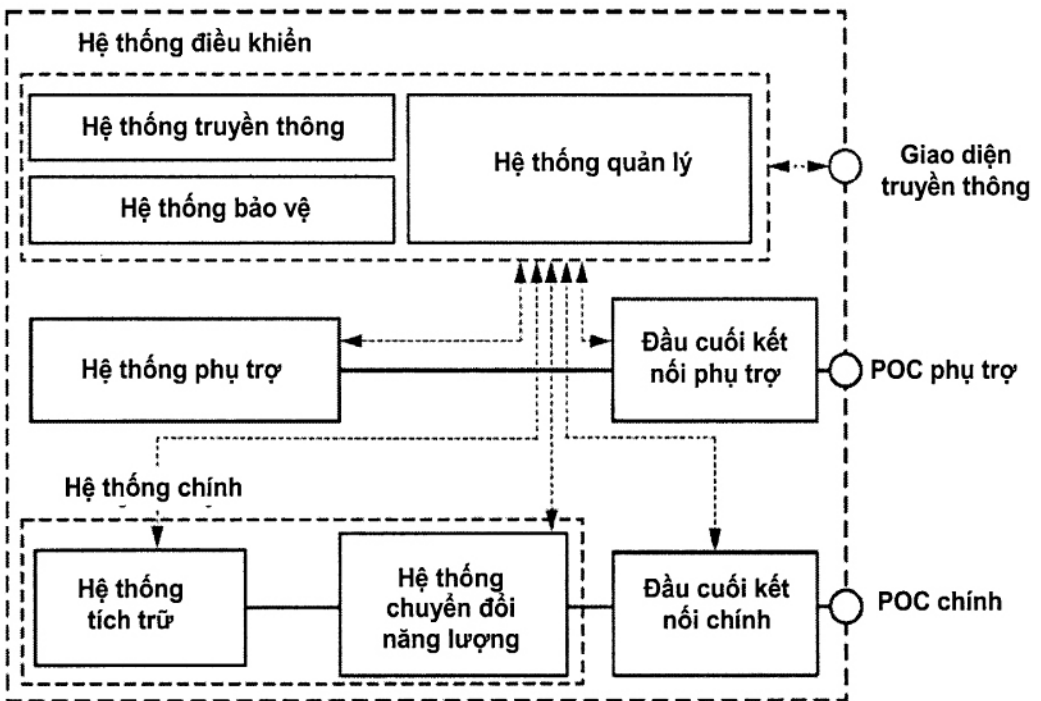 Hệ thống điều khiển
Hệ thống truyền thông
Hệ thống bảo vệ
Hệ thống quản lý
Giao diện
truyền thông
Hệ thống phụ trợ
Đầu cuối kết
nối phụ trợ
POC phụ trợ
Hệ thống chính
Hệ thống
tích trữ
Hệ thống
chuyển đổi
năng lượng
Đầu cuối kết
nối chính
POC chính